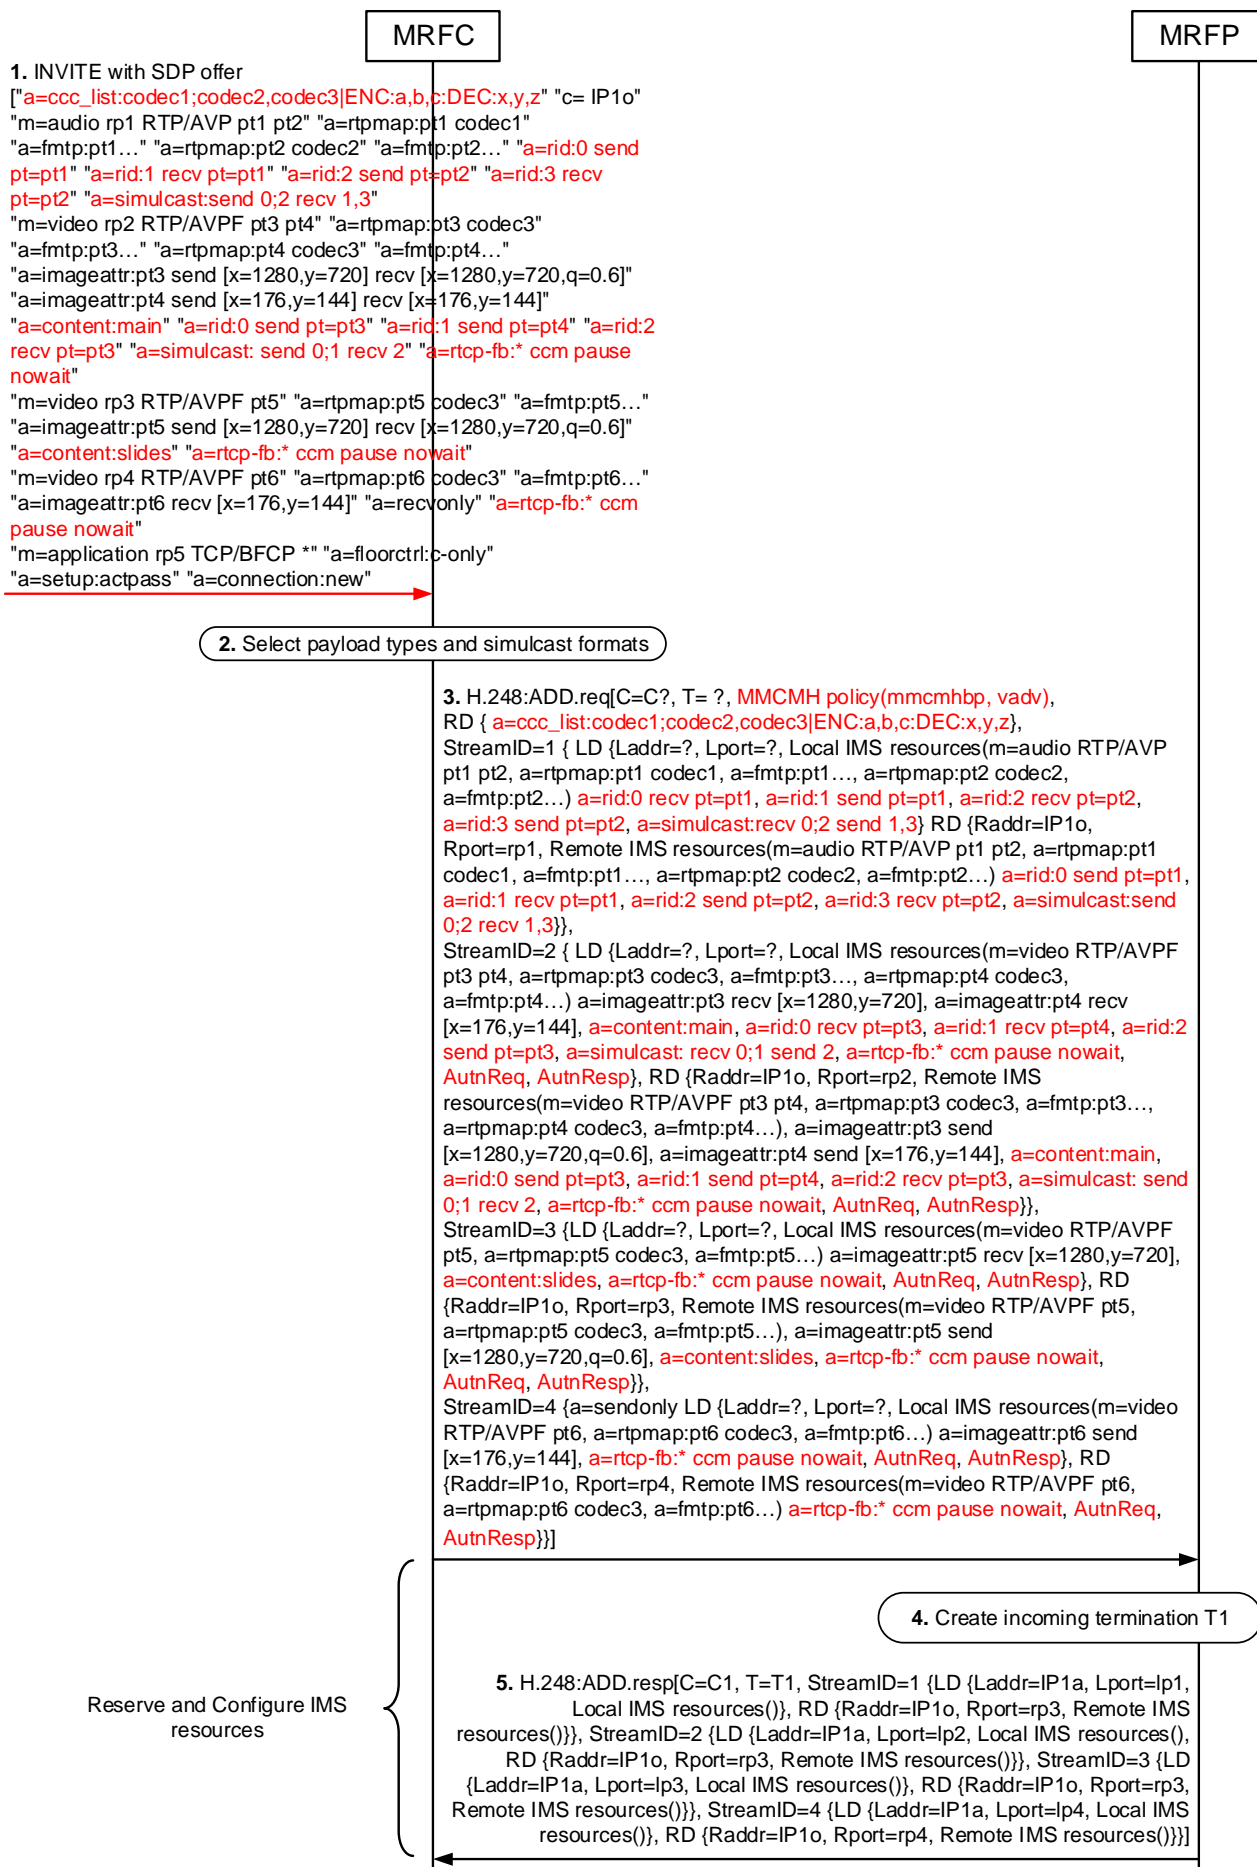 MRFC
MRFP
1. INVITE with SDP offer
["a=ccc_list:codec1;codec2,codec3|ENC:a,b,c:DEC:x,y,z" "c= IP1o"
"m=audio rp1 RTP/AVP pt1 pt2" "a=rtpmap:pt1 codec1"
"a=fmtp:pt1…" "a=rtpmap:pt2 codec2" "a=fmtp:pt2…" "a=rid:0 send
pt=pt1" "a=rid:1 recv pt=pt1" "a=rid:2 send pt=pt2" "a=rid:3 recv
pt=pt2" "a=simulcast:send 0;2 recv 1,3"
"m=video rp2 RTP/AVPF pt3 pt4" "a=rtpmap:pt3 codec3"
"a=fmtp:pt3…" "a=rtpmap:pt4 codec3" "a=fmtp:pt4…"
"a=imageattr:pt3 send [x=1280,y=720] recv [x=1280,y=720,q=0.6]"
"a=imageattr:pt4 send [x=176,y=144] recv [x=176,y=144]"
"a=content:main" "a=rid:0 send pt=pt3" "a=rid:1 send pt=pt4" "a=rid:2
recv pt=pt3" "a=simulcast: send 0;1 recv 2" "a=rtcp-fb:* ccm pause
nowait"
"m=video rp3 RTP/AVPF pt5" "a=rtpmap:pt5 codec3" "a=fmtp:pt5…"
"a=imageattr:pt5 send [x=1280,y=720] recv [x=1280,y=720,q=0.6]"
"a=content:slides" "a=rtcp-fb:* ccm pause nowait"
"m=video rp4 RTP/AVPF pt6" "a=rtpmap:pt6 codec3" "a=fmtp:pt6…"
"a=imageattr:pt6 recv [x=176,y=144]" "a=recvonly" "a=rtcp-fb:* ccm
pause nowait"
"m=application rp5 TCP/BFCP *" "a=floorctrl:c-only"
"a=setup:actpass" "a=connection:new"
2. Select payload types and simulcast formats
3. H.248:ADD.req[C=C?, T= ?, MMCMH policy(mmcmhbp, vadv),
RD { a=ccc_list:codec1;codec2,codec3|ENC:a,b,c:DEC:x,y,z},
StreamID=1 { LD {Laddr=?, Lport=?, Local IMS resources(m=audio RTP/AVP
pt1 pt2, a=rtpmap:pt1 codec1, a=fmtp:pt1…, a=rtpmap:pt2 codec2,
a=fmtp:pt2…) a=rid:0 recv pt=pt1, a=rid:1 send pt=pt1, a=rid:2 recv pt=pt2,
a=rid:3 send pt=pt2, a=simulcast:recv 0;2 send 1,3} RD {Raddr=IP1o,
Rport=rp1, Remote IMS resources(m=audio RTP/AVP pt1 pt2, a=rtpmap:pt1
codec1, a=fmtp:pt1…, a=rtpmap:pt2 codec2, a=fmtp:pt2…) a=rid:0 send pt=pt1,
a=rid:1 recv pt=pt1, a=rid:2 send pt=pt2, a=rid:3 recv pt=pt2, a=simulcast:send
0;2 recv 1,3}},
StreamID=2 { LD {Laddr=?, Lport=?, Local IMS resources(m=video RTP/AVPF
pt3 pt4, a=rtpmap:pt3 codec3, a=fmtp:pt3…, a=rtpmap:pt4 codec3,
a=fmtp:pt4…) a=imageattr:pt3 recv [x=1280,y=720], a=imageattr:pt4 recv
[x=176,y=144], a=content:main, a=rid:0 recv pt=pt3, a=rid:1 recv pt=pt4, a=rid:2
send pt=pt3, a=simulcast: recv 0;1 send 2, a=rtcp-fb:* ccm pause nowait,
AutnReq, AutnResp}, RD {Raddr=IP1o, Rport=rp2, Remote IMS
resources(m=video RTP/AVPF pt3 pt4, a=rtpmap:pt3 codec3, a=fmtp:pt3…,
a=rtpmap:pt4 codec3, a=fmtp:pt4…), a=imageattr:pt3 send
[x=1280,y=720,q=0.6], a=imageattr:pt4 send [x=176,y=144], a=content:main,
a=rid:0 send pt=pt3, a=rid:1 send pt=pt4, a=rid:2 recv pt=pt3, a=simulcast: send
0;1 recv 2, a=rtcp-fb:* ccm pause nowait, AutnReq, AutnResp}},
StreamID=3 {LD {Laddr=?, Lport=?, Local IMS resources(m=video RTP/AVPF
pt5, a=rtpmap:pt5 codec3, a=fmtp:pt5…) a=imageattr:pt5 recv [x=1280,y=720],
a=content:slides, a=rtcp-fb:* ccm pause nowait, AutnReq, AutnResp}, RD
{Raddr=IP1o, Rport=rp3, Remote IMS resources(m=video RTP/AVPF pt5,
a=rtpmap:pt5 codec3, a=fmtp:pt5…), a=imageattr:pt5 send
[x=1280,y=720,q=0.6], a=content:slides, a=rtcp-fb:* ccm pause nowait,
AutnReq, AutnResp}},
StreamID=4 {a=sendonly LD {Laddr=?, Lport=?, Local IMS resources(m=video
RTP/AVPF pt6, a=rtpmap:pt6 codec3, a=fmtp:pt6…) a=imageattr:pt6 send
[x=176,y=144], a=rtcp-fb:* ccm pause nowait, AutnReq, AutnResp}, RD
{Raddr=IP1o, Rport=rp4, Remote IMS resources(m=video RTP/AVPF pt6,
a=rtpmap:pt6 codec3, a=fmtp:pt6…) a=rtcp-fb:* ccm pause nowait, AutnReq,
AutnResp}}]
4. Create incoming termination T1
5. H.248:ADD.resp[C=C1, T=T1, StreamID=1 {LD {Laddr=IP1a, Lport=lp1,
Local IMS resources()}, RD {Raddr=IP1o, Rport=rp3, Remote IMS
resources()}}, StreamID=2 {LD {Laddr=IP1a, Lport=lp2, Local IMS resources(),
RD {Raddr=IP1o, Rport=rp3, Remote IMS resources()}}, StreamID=3 {LD
{Laddr=IP1a, Lport=lp3, Local IMS resources()}, RD {Raddr=IP1o, Rport=rp3,
Remote IMS resources()}}, StreamID=4 {LD {Laddr=IP1a, Lport=lp4, Local IMS
resources()}, RD {Raddr=IP1o, Rport=rp4, Remote IMS resources()}}]
Reserve and Configure IMS
resources